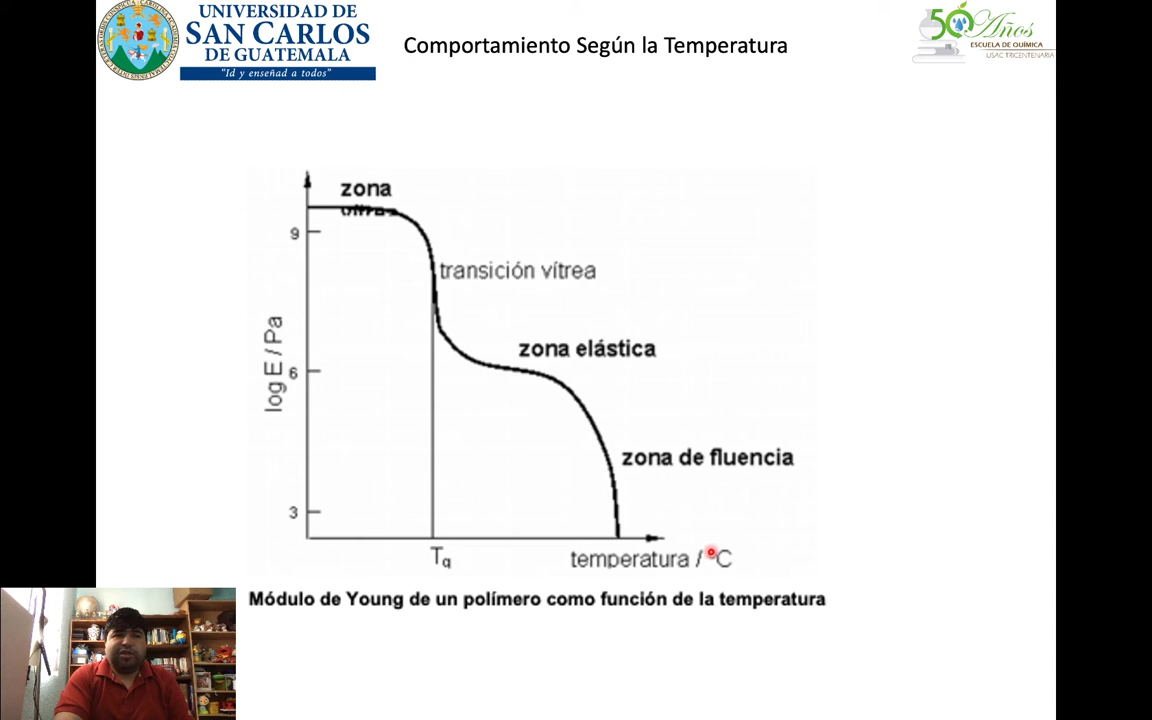 UNIVERSIDAD DE
SAN CARLOS
DE GUATEMALA
"Id y enseñad a todos"
Comportamiento Según la Temperatura
50 Años
ESCUELA DE QUÍMICA
USAC TRICENTENARIA
zona
9
transición vítrea
zona elástica
log E / Pa
6
zona de fluencia
3
Tg
temperatura / °C
Módulo de Young de un polímero como función de la temperatura